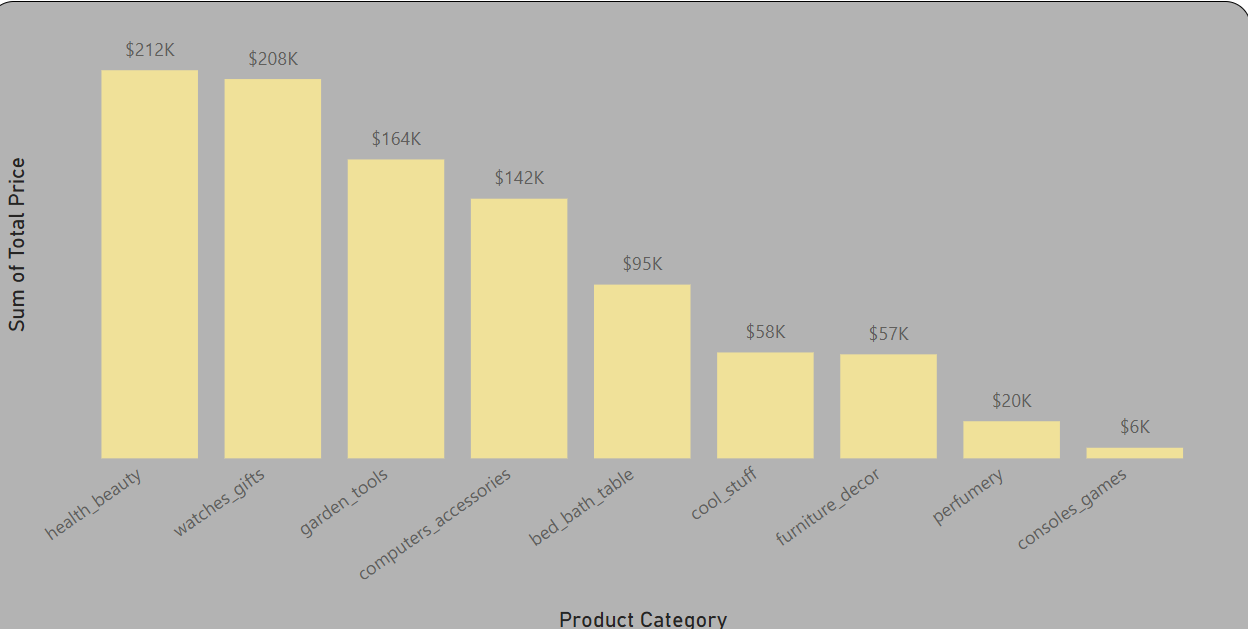 $212K
$208K
$164K
$142K
$95K
$58K
$57K
$20K
$6K
Sum of Total Price
health_beauty
watches_gifts
garden_tools
computers_accessories
bed_bath_table
cool_stuff
furniture_decor
perfumery
consoles_games
Product Category